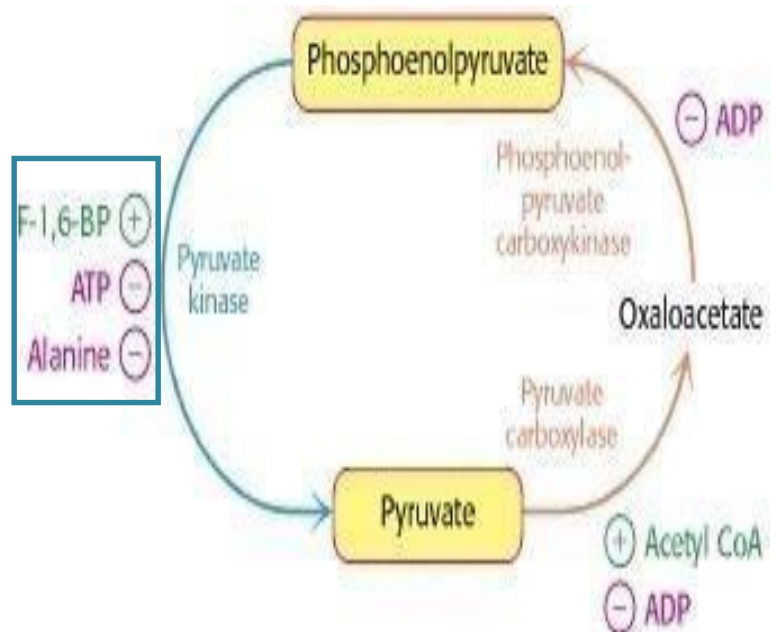 Phosphoenolpyruvate
⊖ ADP
Phosphoenol-
pyruvate
carboxykinase
F-1,6-BP ⊕
ATP ⊖
Alanine ⊖
Pyruvate
kinase
Oxaloacetate
Pyruvate
carboxylase
Pyruvate
⊕ Acetyl CoA
⊖ ADP